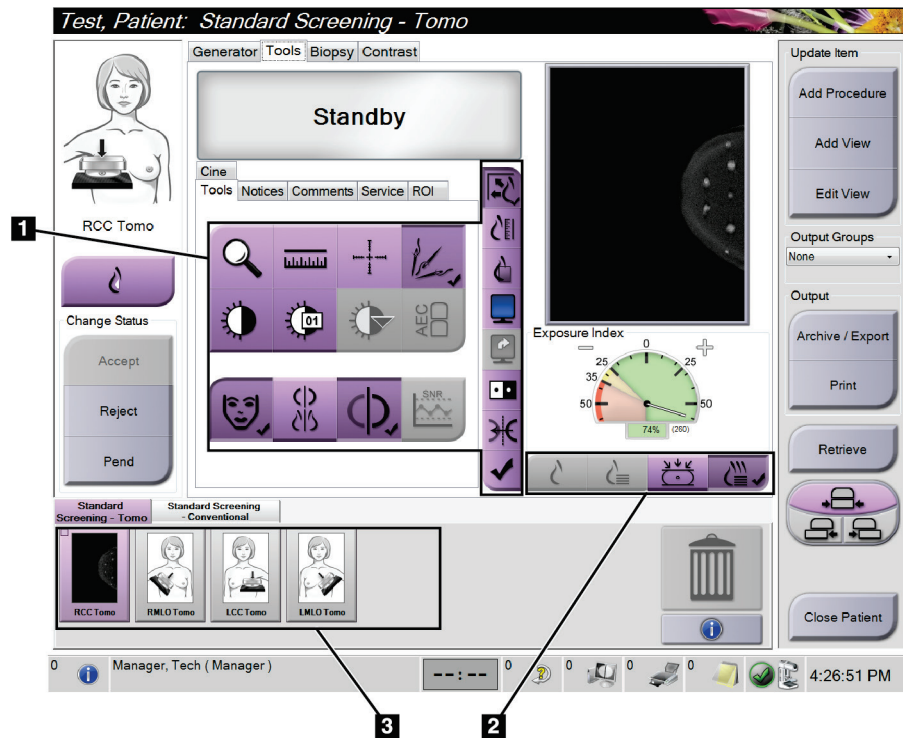 Test, Patient: Standard Screening - Tomo
Generator Tools Biopsy Contrast
Standby
Cine
Tools Notices Comments Service ROI
RCC Tomo
1
01
AEC
SNR
Change Status
Accept
Reject
Pend
Exposure Index
0
25 25
35
50 50
74% (280)
Update Item
Add Procedure
Add View
Edit View
Output Groups
None
Output
Archive / Export
Print
Retrieve
Close Patient
Standard
Screening - Tomo
Standard Screening
- Conventional
RCC Tomo
RMLO Tomo
LCC Tomo
LMLO Tomo
0 Manager, Tech ( Manager ) --:-- 0 0 0 0 4:26:51 PM
3 2